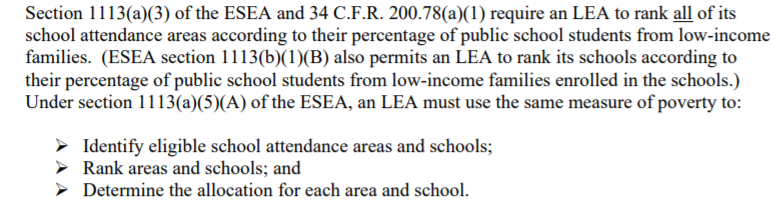 Section 1113(a)(3) of the ESEA and 34 C.F.R. 200.78(a)(1) require an LEA to rank all of its
school attendance areas according to their percentage of public school students from low-income
families.  (ESEA section 1113(b)(1)(B) also permits an LEA to rank its schools according to
their percentage of public school students from low-income families enrolled in the schools.)
Under section 1113(a)(5)(A) of the ESEA, an LEA must use the same measure of poverty to:
➢ Identify eligible school attendance areas and schools;
➢ Rank areas and schools; and
➢ Determine the allocation for each area and school.